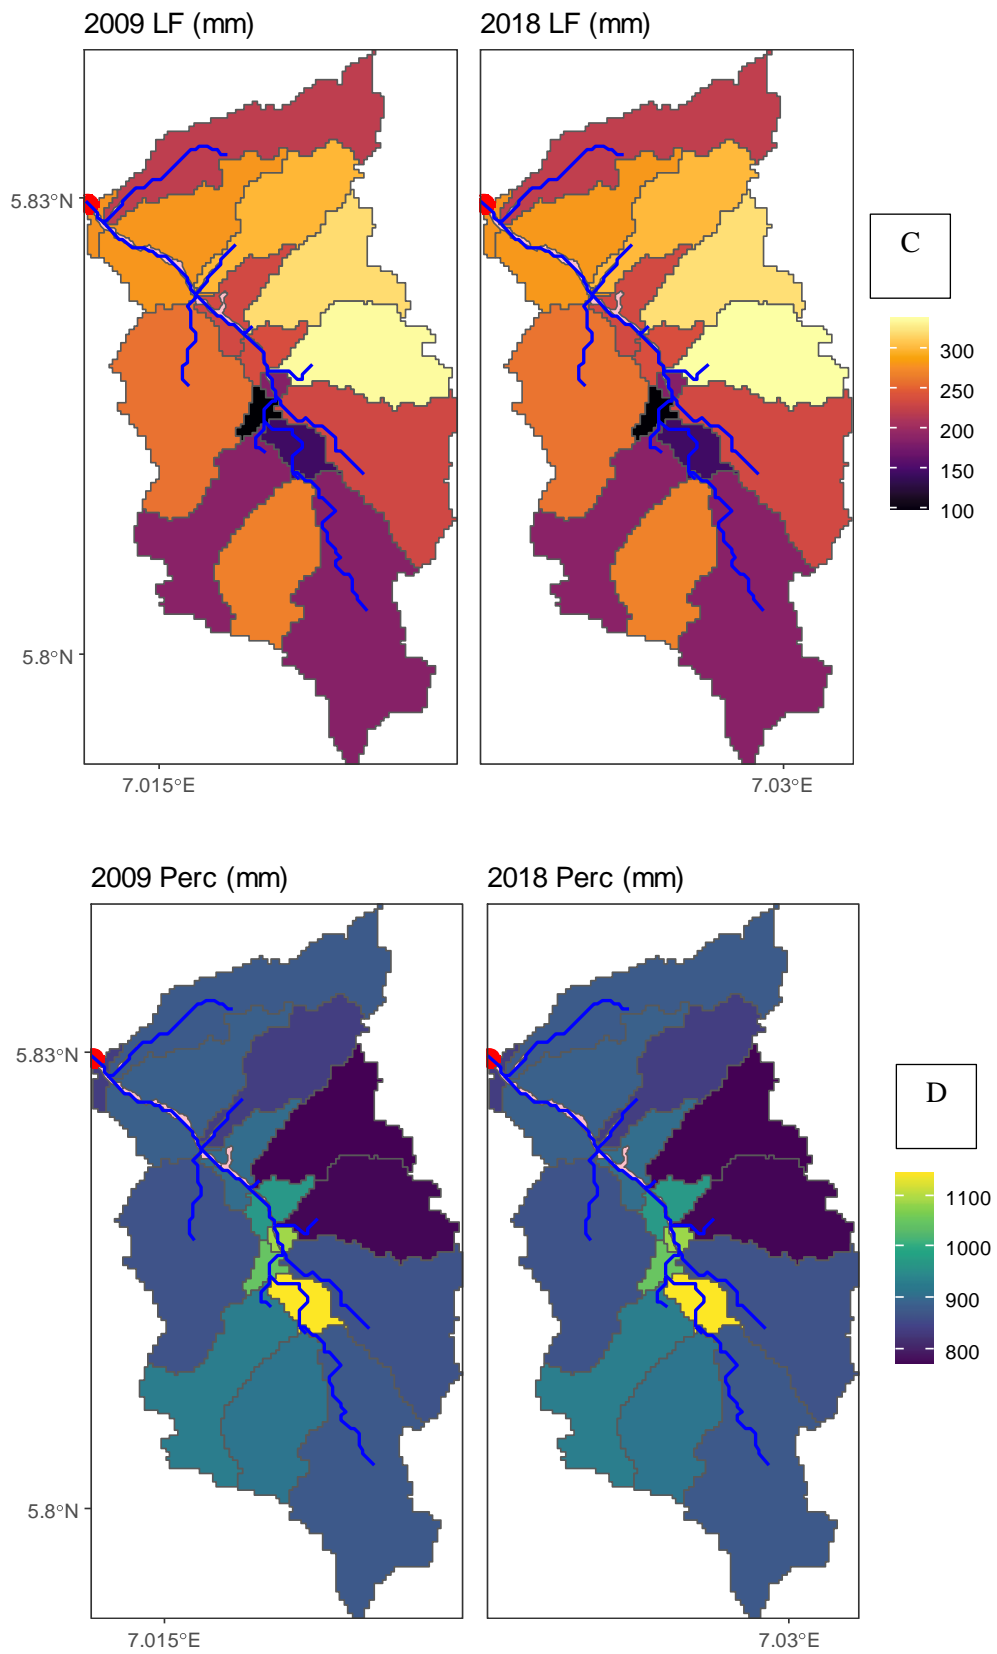 2009 LF (mm)
2018 LF (mm)
5.83°N
5.8°N
7.015°E
7.03°E
C
300
250
200
150
100
2009 Perc (mm)
2018 Perc (mm)
5.83°N
5.8°N
7.015°E
7.03°E
D
1100
1000
900
800